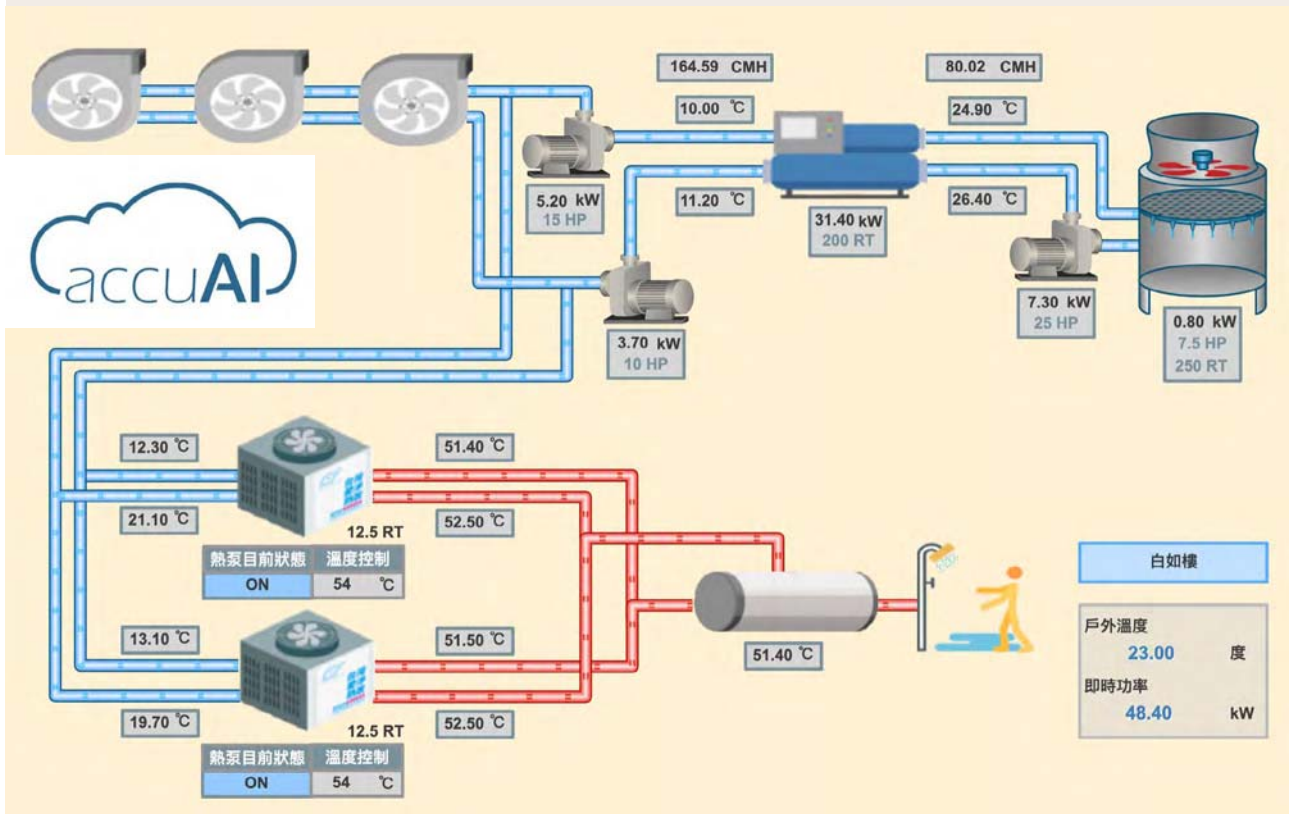 164.59 CMH
80.02 CMH
10.00 ℃
24.90 ℃
accuAI
5.20 kW
15 HP
11.20 ℃
31.40 kW
200 RT
26.40 ℃
7.30 kW
25 HP
0.80 kW
7.5 HP
250 RT
3.70 kW
10 HP
12.30 ℃
51.40 ℃
21.10 ℃
52.50 ℃
12.5 RT
熱泵目前狀態 溫度控制
ON 54 ℃
13.10 ℃
51.50 ℃
19.70 ℃
52.50 ℃
12.5 RT
熱泵目前狀態 溫度控制
ON 54 ℃
51.40 ℃
白如樓
戶外溫度
23.00 度
即時功率
48.40 kW